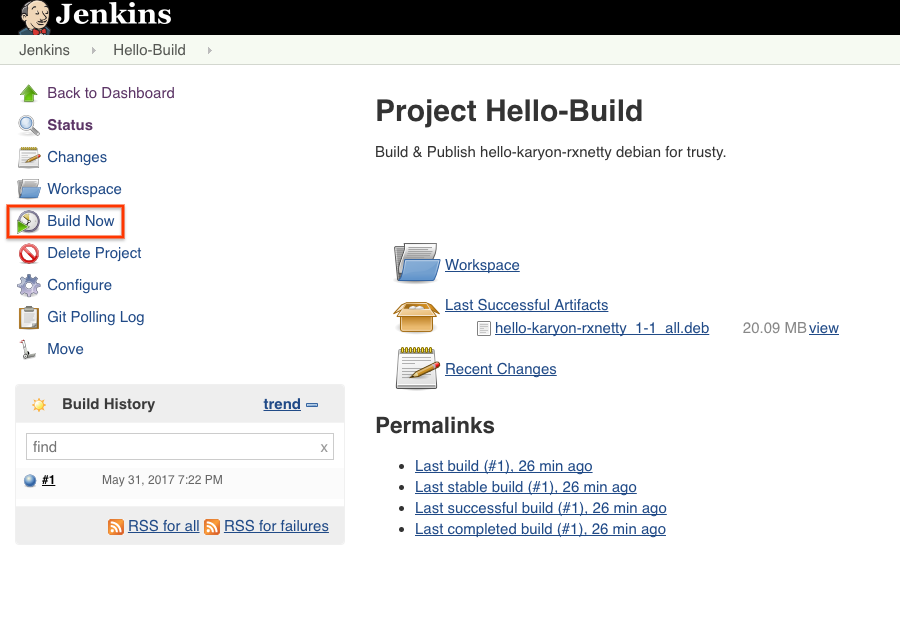 Jenkins
Jenkins Hello-Build
Back to Dashboard
Status
Changes
Workspace
Build Now
Delete Project
Configure
Git Polling Log
Move
Build History trend
find x
#1 May 31, 2017 7:22 PM
RSS for all RSS for failures
Project Hello-Build
Build & Publish hello-karyon-rxnetty debian for trusty.
Workspace
Last Successful Artifacts
hello-karyon-rxnetty_1-1_all.deb 20.09 MB view
Recent Changes
Permalinks
Last build (#1), 26 min ago
Last stable build (#1), 26 min ago
Last successful build (#1), 26 min ago
Last completed build (#1), 26 min ago